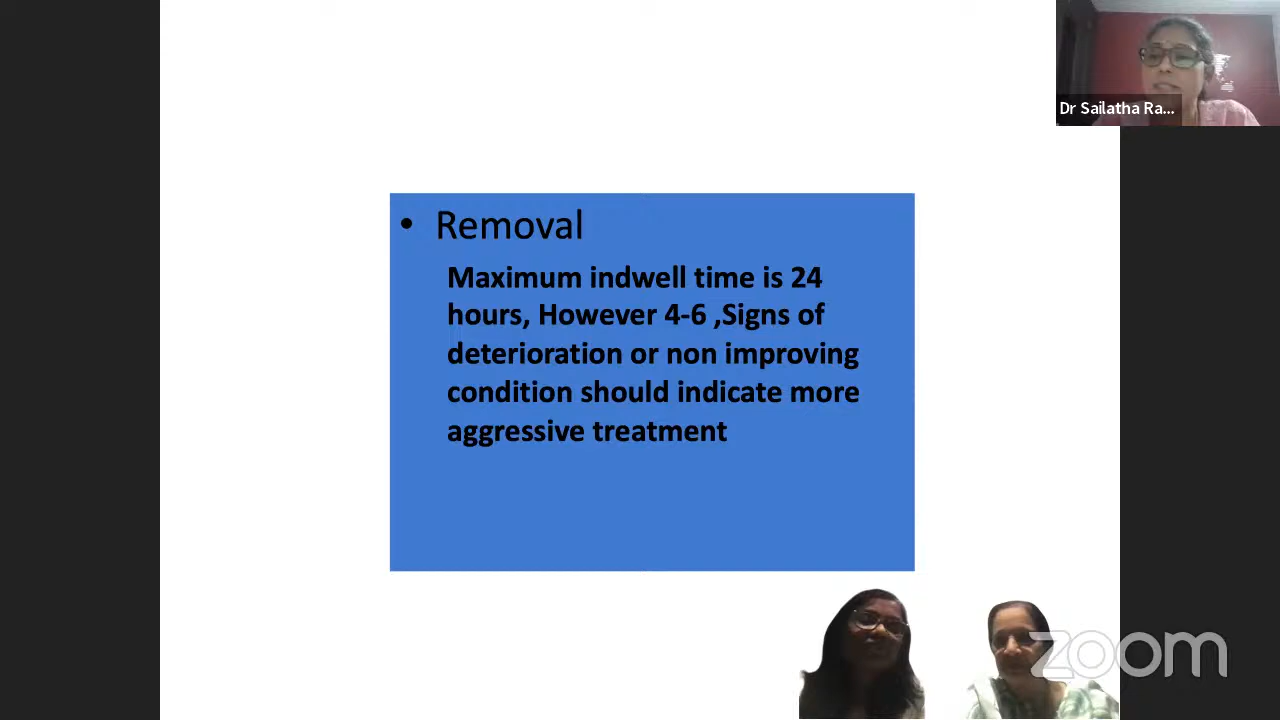 Dr Sailatha Ra...
• Removal
Maximum indwell time is 24
hours, However 4-6 ,Signs of
deterioration or non improving
condition should indicate more
aggressive treatment
zoom